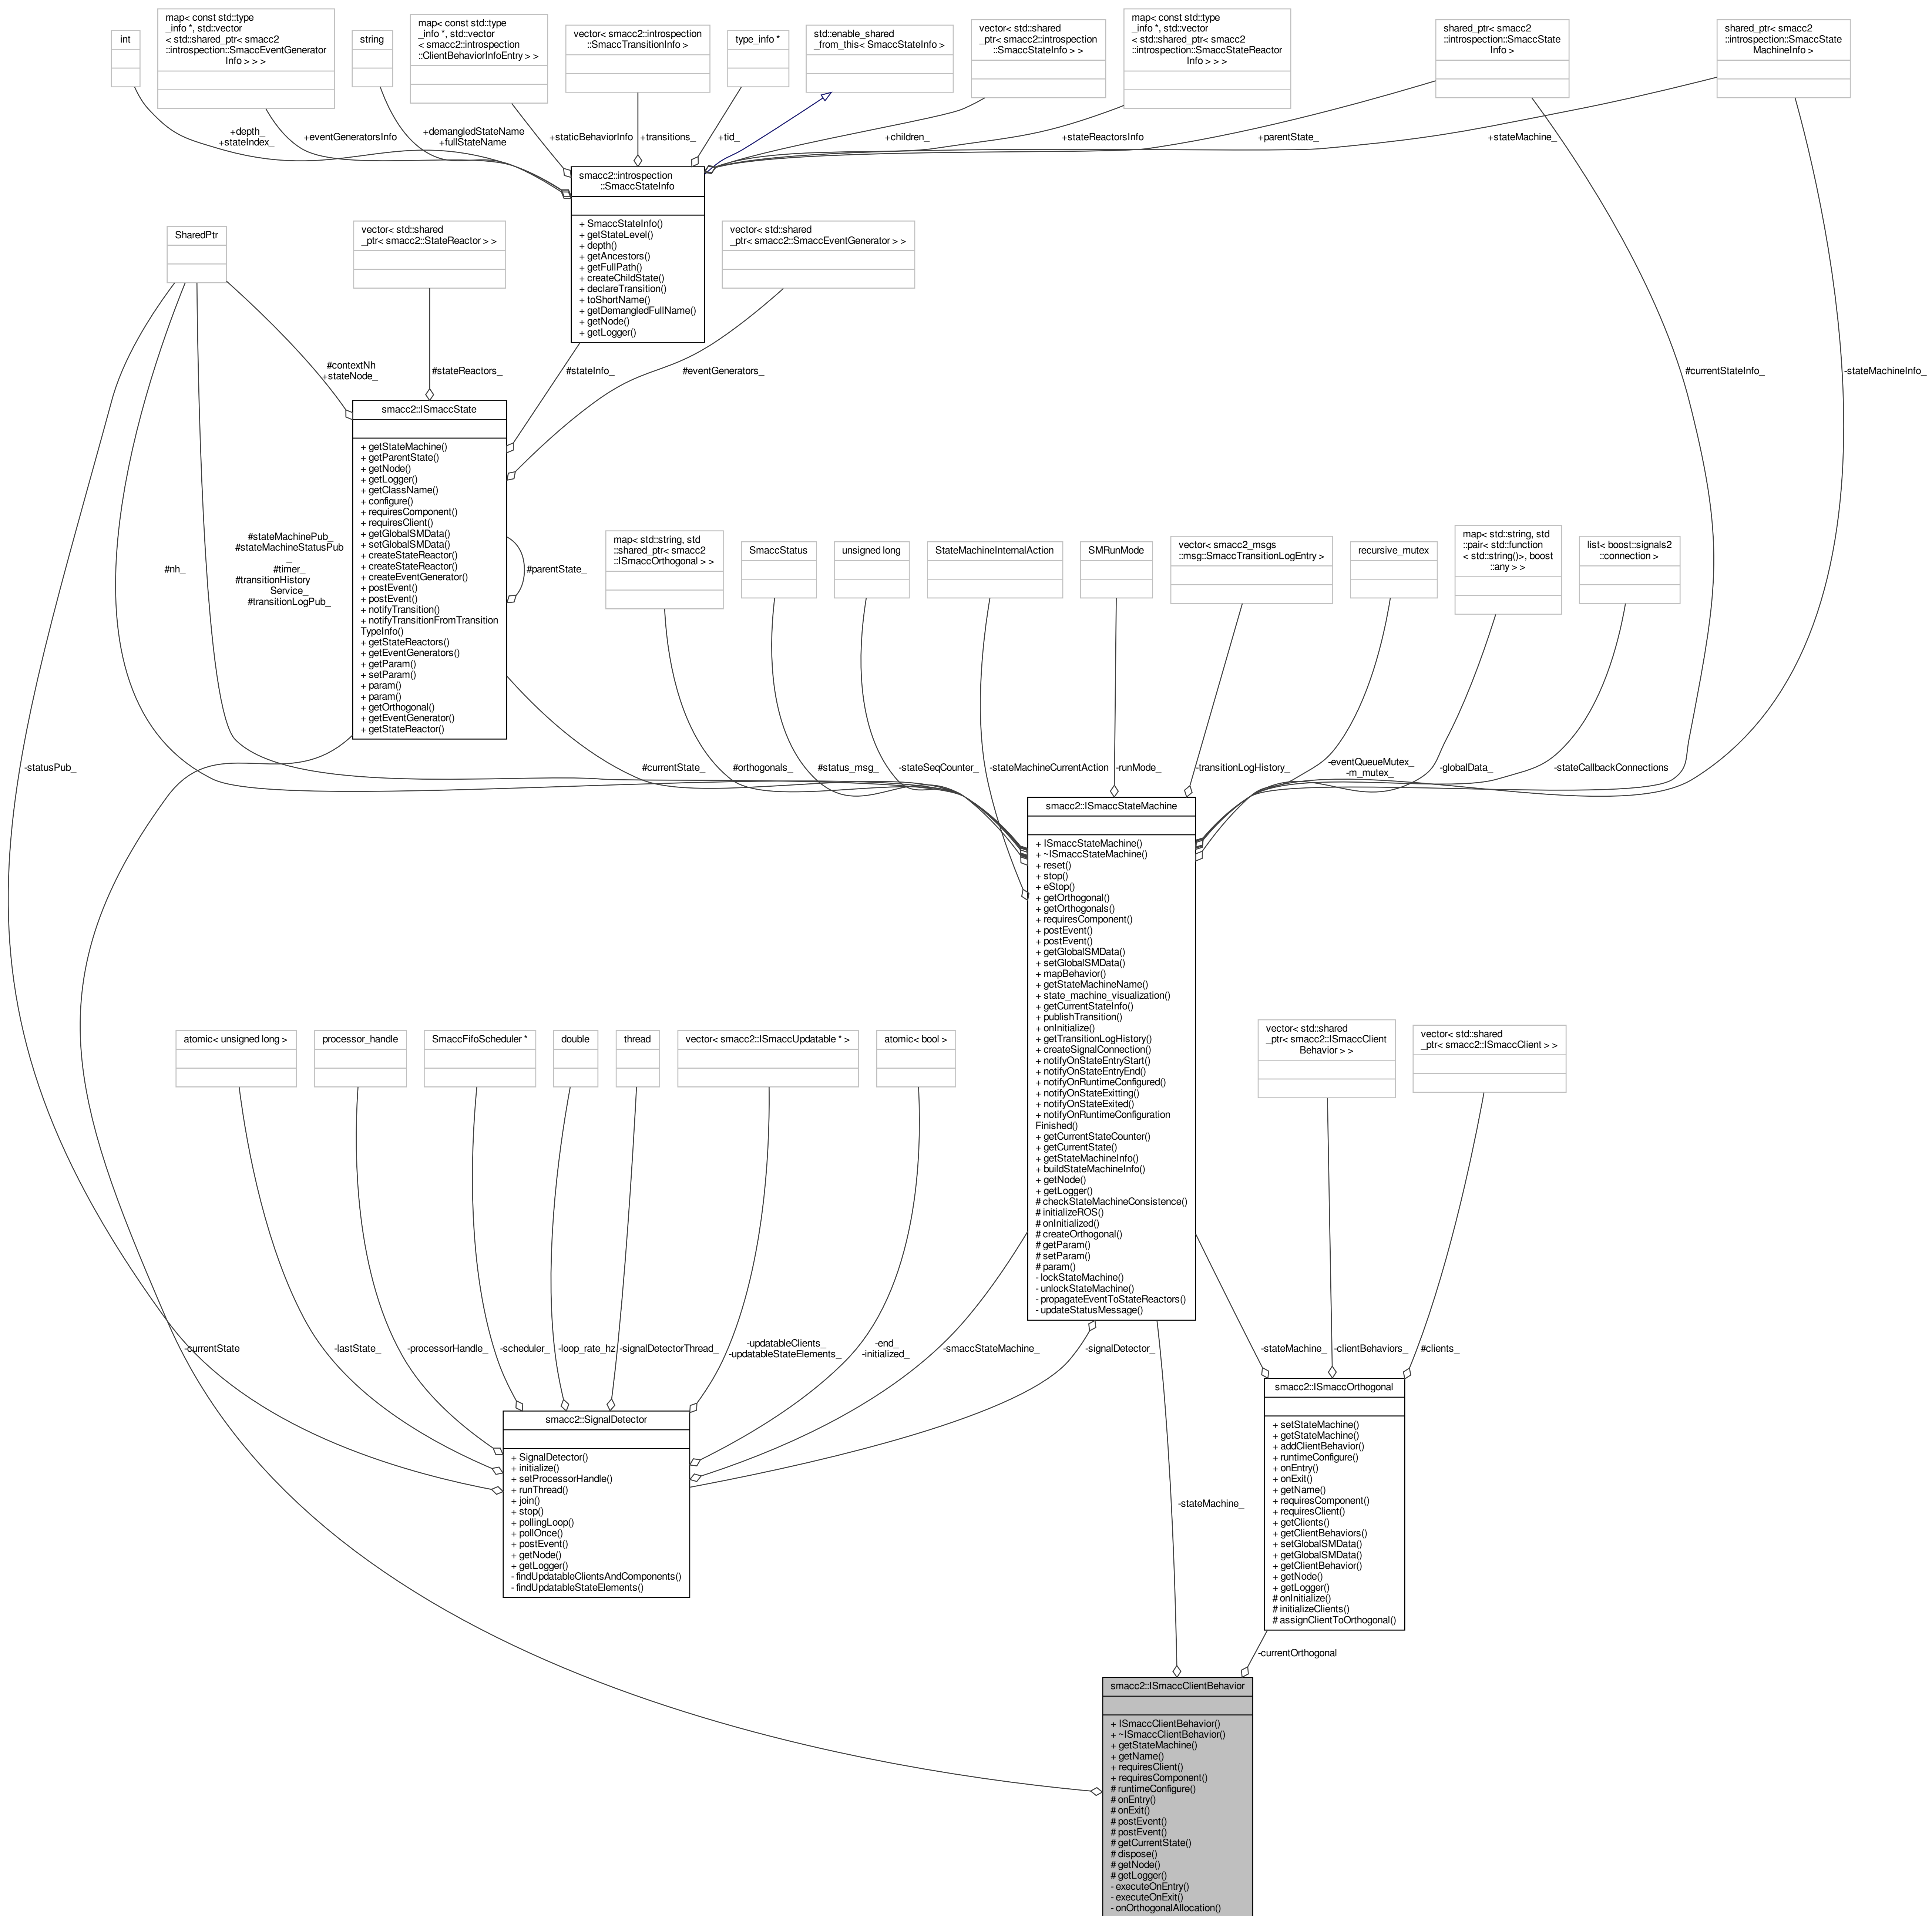 int
map< const std::type
_info *, std::vector
< std::shared_ptr< smacc2
::introspection::SmaccEventGenerator
Info > > >
string
map< const std::type
_info *, std::vector
< smacc2::introspection
::ClientBehaviorInfoEntry > >
vector< smacc2::introspection
::SmaccTransitionInfo >
type_info *
std::enable_shared
_from_this< SmaccStateInfo >
vector< std::shared
_ptr< smacc2::introspection
::SmaccStateInfo > >
map< const std::type
_info *, std::vector
< std::shared_ptr< smacc2
::introspection::SmaccStateReactor
Info > > >
shared_ptr< smacc2
::introspection::SmaccState
Info >
shared_ptr< smacc2
::introspection::SmaccState
MachineInfo >
+depth_
+stateIndex_
+eventGeneratorsInfo
+demangledStateName
+fullStateName
+staticBehaviorInfo
+transitions_
+tid_
+children_
+stateReactorsInfo
+parentState_
+stateMachine_
smacc2::introspection
::SmaccStateInfo
+ SmaccStateInfo()
+ getStateLevel()
+ depth()
+ getAncestors()
+ getFullPath()
+ createChildState()
+ declareTransition()
+ toShortName()
+ getDemangledFullName()
+ getNode()
+ getLogger()
SharedPtr
vector< std::shared
_ptr< smacc2::StateReactor > >
vector< std::shared
_ptr< smacc2::SmaccEventGenerator > >
#contextNh
+stateNode_
#stateReactors_
#stateInfo_
#eventGenerators_
#currentStateInfo_
-stateMachineInfo_
smacc2::ISmaccState
+ getStateMachine()
+ getParentState()
+ getNode()
+ getLogger()
+ getClassName()
+ configure()
+ requiresComponent()
+ requiresClient()
+ getGlobalSMData()
+ setGlobalSMData()
+ createStateReactor()
+ createStateReactor()
+ createEventGenerator()
+ postEvent()
+ postEvent()
+ notifyTransition()
+ notifyTransitionFromTransition
TypeInfo()
+ getStateReactors()
+ getEventGenerators()
+ getParam()
+ setParam()
+ param()
+ param()
+ getOrthogonal()
+ getEventGenerator()
+ getStateReactor()
#parentState_
#nh_
#stateMachinePub_
#stateMachineStatusPub
_
#timer_
#transitionHistory
Service_
#transitionLogPub_
map< std::string, std
::shared_ptr< smacc2
::ISmaccOrthogonal > >
SmaccStatus
unsigned long
StateMachineInternalAction
SMRunMode
vector< smacc2_msgs
::msg::SmaccTransitionLogEntry >
recursive_mutex
map< std::string, std
::pair< std::function
< std::string()>, boost
::any > >
list< boost::signals2
::connection >
-statusPub_
#currentState_
#orthogonals_
#status_msg_
-stateSeqCounter_
-stateMachineCurrentAction
-runMode_
-transitionLogHistory_
-eventQueueMutex_
-m_mutex_
-globalData_
-stateCallbackConnections
smacc2::ISmaccStateMachine
+ ISmaccStateMachine()
+ ~ISmaccStateMachine()
+ reset()
+ stop()
+ eStop()
+ getOrthogonal()
+ getOrthogonals()
+ requiresComponent()
+ postEvent()
+ postEvent()
+ getGlobalSMData()
+ setGlobalSMData()
+ mapBehavior()
+ getStateMachineName()
+ state_machine_visualization()
+ getCurrentStateInfo()
+ publishTransition()
+ onInitialize()
+ getTransitionLogHistory()
+ createSignalConnection()
+ notifyOnStateEntryStart()
+ notifyOnStateEntryEnd()
+ notifyOnRuntimeConfigured()
+ notifyOnStateExitting()
+ notifyOnStateExited()
+ notifyOnRuntimeConfiguration
Finished()
+ getCurrentStateCounter()
+ getCurrentState()
+ getStateMachineInfo()
+ buildStateMachineInfo()
+ getNode()
+ getLogger()
# checkStateMachineConsistence()
# initializeROS()
# onInitialized()
# createOrthogonal()
# getParam()
# setParam()
# param()
- lockStateMachine()
- unlockStateMachine()
- propagateEventToStateReactors()
- updateStatusMessage()
atomic< unsigned long >
processor_handle
SmaccFifoScheduler *
double
thread
vector< smacc2::ISmaccUpdatable * >
atomic< bool >
vector< std::shared
_ptr< smacc2::ISmaccClient
Behavior > >
vector< std::shared
_ptr< smacc2::ISmaccClient > >
-currentState
-lastState_
-processorHandle_
-scheduler_
-loop_rate_hz
-signalDetectorThread_
-updatableClients_
-updatableStateElements_
-end_
-initialized_
-smaccStateMachine_
-signalDetector_
-stateMachine_
-clientBehaviors_
#clients_
smacc2::SignalDetector
+ SignalDetector()
+ initialize()
+ setProcessorHandle()
+ runThread()
+ join()
+ stop()
+ pollingLoop()
+ pollOnce()
+ postEvent()
+ getNode()
+ getLogger()
- findUpdatableClientsAndComponents()
- findUpdatableStateElements()
smacc2::ISmaccOrthogonal
+ setStateMachine()
+ getStateMachine()
+ addClientBehavior()
+ runtimeConfigure()
+ onEntry()
+ onExit()
+ getName()
+ requiresComponent()
+ requiresClient()
+ getClients()
+ getClientBehaviors()
+ setGlobalSMData()
+ getGlobalSMData()
+ getClientBehavior()
+ getNode()
+ getLogger()
# onInitialize()
# initializeClients()
# assignClientToOrthogonal()
-stateMachine_
-currentOrthogonal
smacc2::ISmaccClientBehavior
+ ISmaccClientBehavior()
+ ~ISmaccClientBehavior()
+ getStateMachine()
+ getName()
+ requiresClient()
+ requiresComponent()
# runtimeConfigure()
# onEntry()
# onExit()
# postEvent()
# postEvent()
# getCurrentState()
# dispose()
# getNode()
# getLogger()
- executeOnEntry()
- executeOnExit()
- onOrthogonalAllocation()